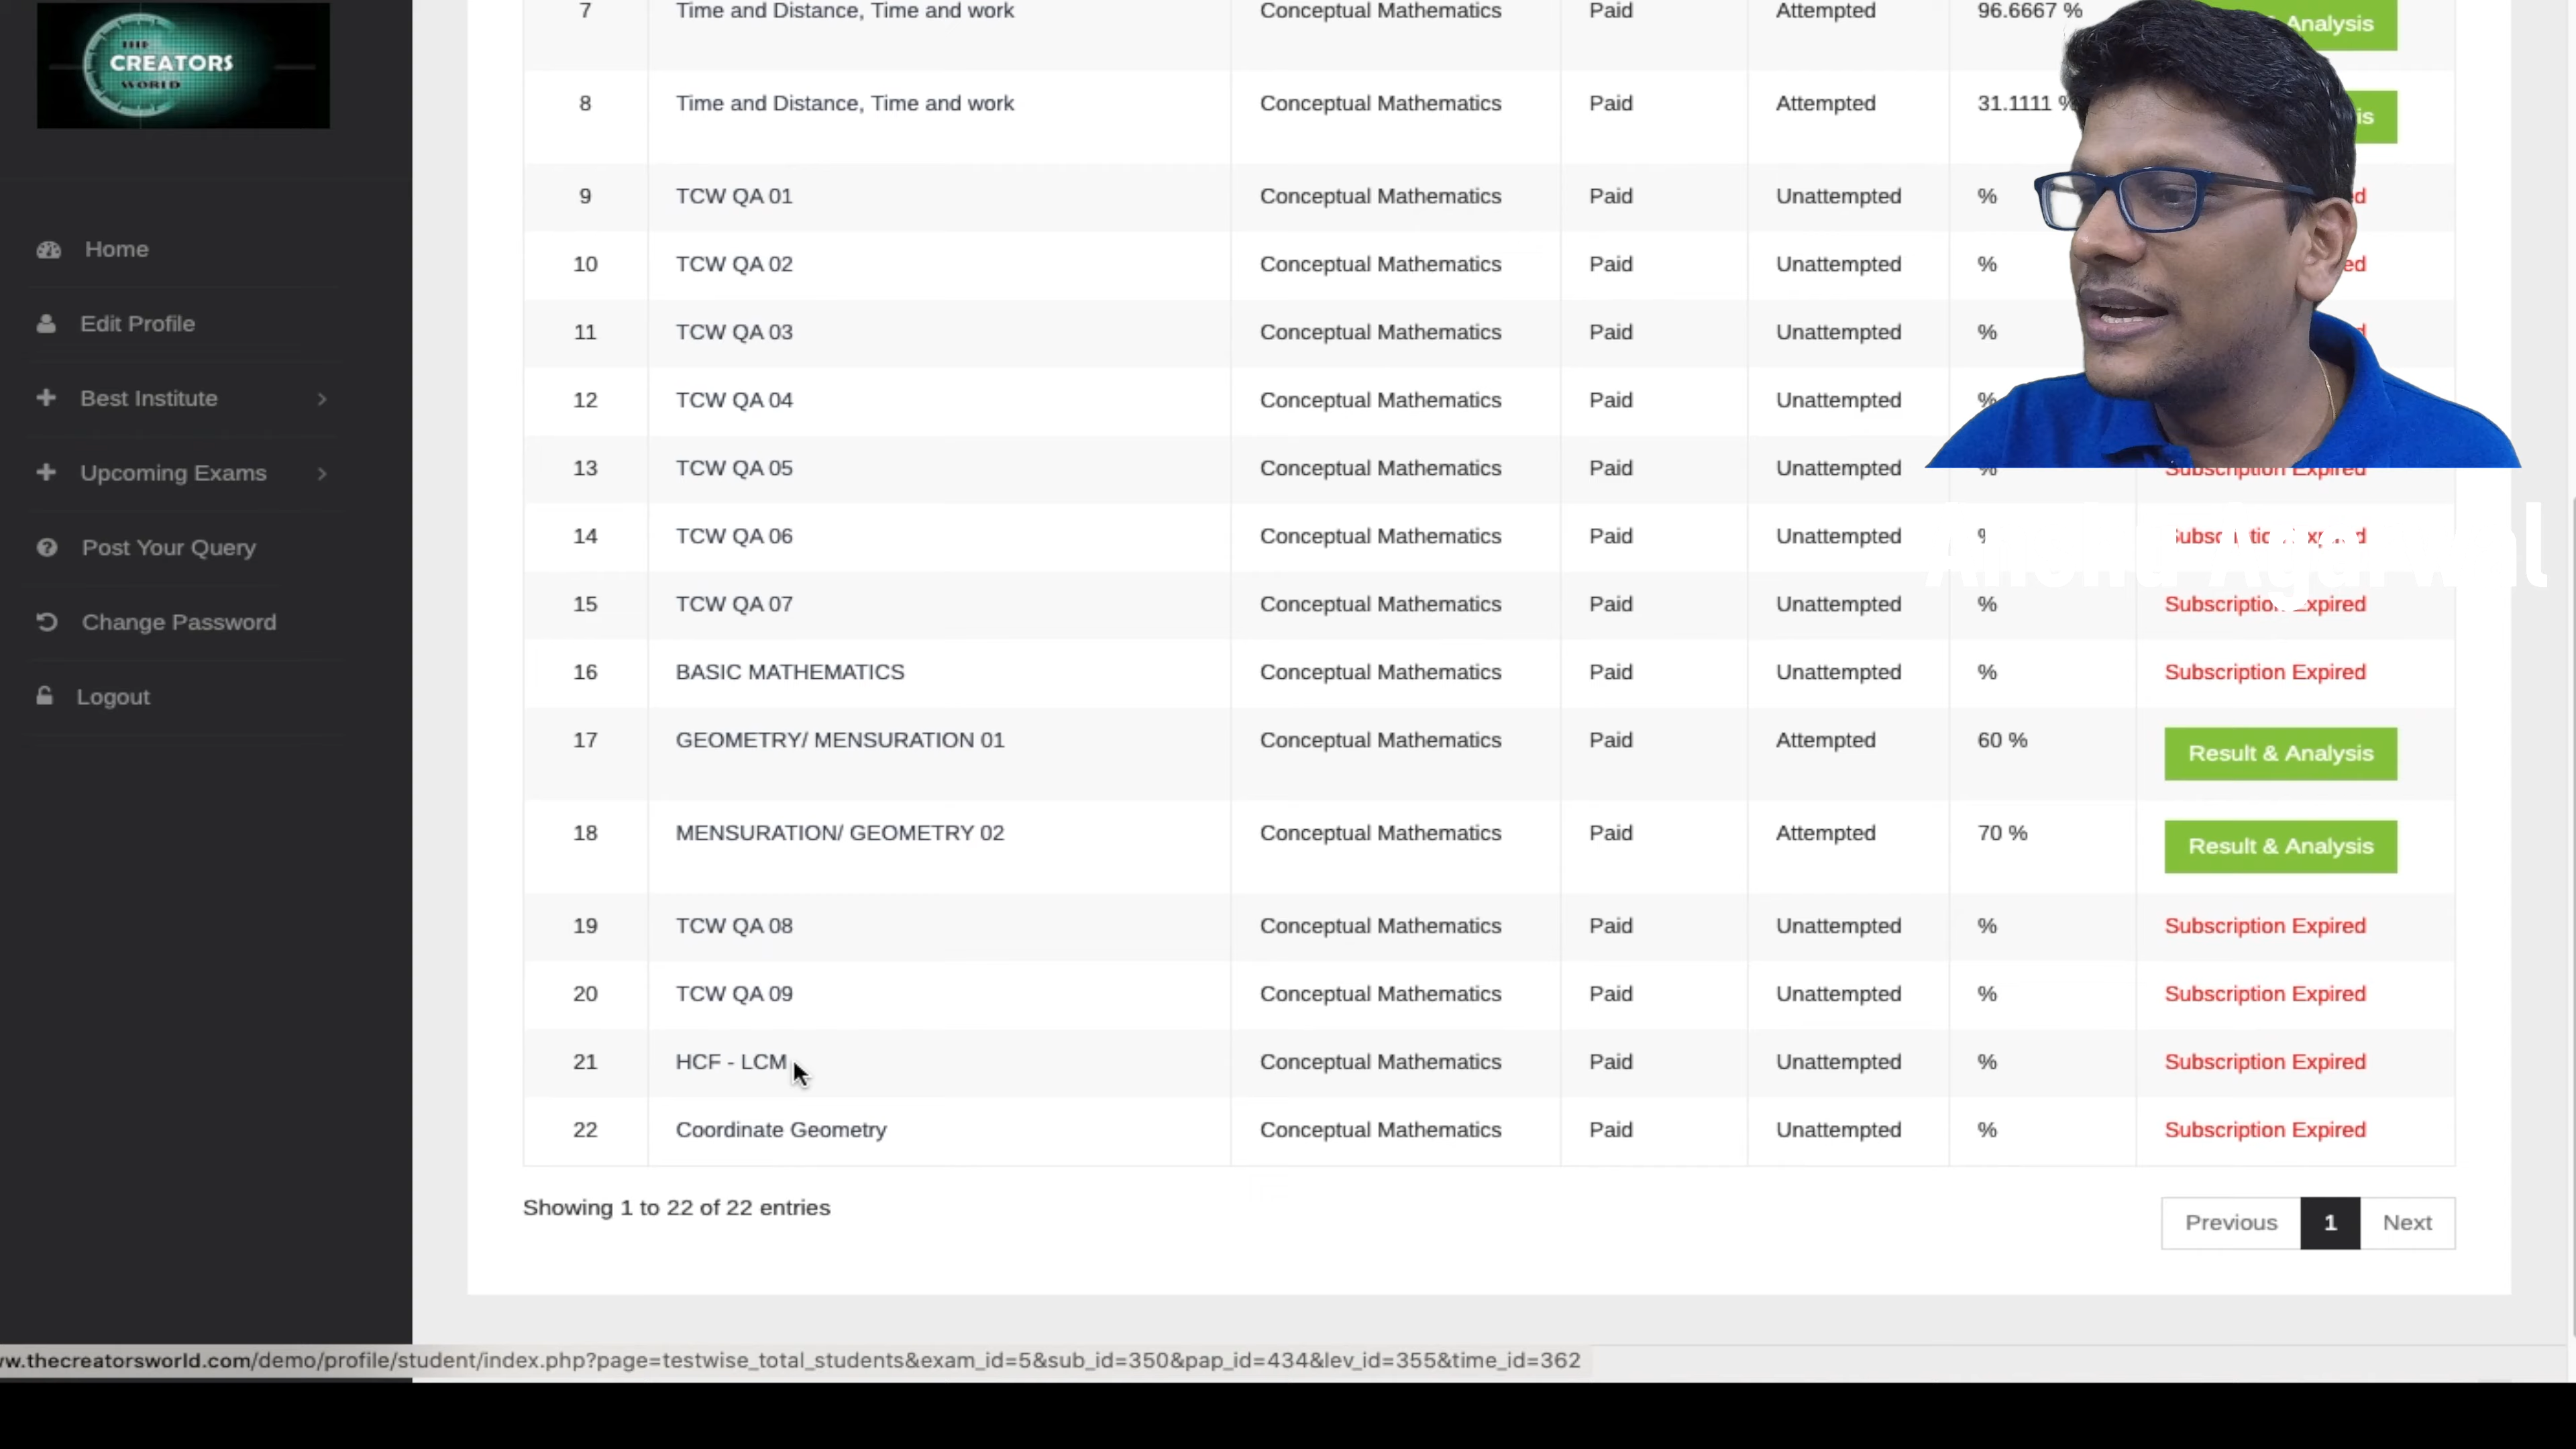 THE
CREATORS
WORLD
Home
Edit Profile
Best Institute
Upcoming Exams
Post Your Query
Change Password
Logout
7 Time and Distance, Time and work Conceptual Mathematics Paid Attempted 96.6667 % Analysis
8 Time and Distance, Time and work Conceptual Mathematics Paid Attempted 31.1111 %
9 TCW QA 01 Conceptual Mathematics Paid Unattempted %
10 TCW QA 02 Conceptual Mathematics Paid Unattempted %
11 TCW QA 03 Conceptual Mathematics Paid Unattempted %
12 TCW QA 04 Conceptual Mathematics Paid Unattempted %
13 TCW QA 05 Conceptual Mathematics Paid Unattempted % Subscription Expired
14 TCW QA 06 Conceptual Mathematics Paid Unattempted
15 TCW QA 07 Conceptual Mathematics Paid Unattempted % Subscription Expired
16 BASIC MATHEMATICS Conceptual Mathematics Paid Unattempted % Subscription Expired
17 GEOMETRY/ MENSURATION 01 Conceptual Mathematics Paid Attempted 60 % Result & Analysis
18 MENSURATION/ GEOMETRY 02 Conceptual Mathematics Paid Attempted 70 % Result & Analysis
19 TCW QA 08 Conceptual Mathematics Paid Unattempted % Subscription Expired
20 TCW QA 09 Conceptual Mathematics Paid Unattempted % Subscription Expired
21 HCF - LCM Conceptual Mathematics Paid Unattempted % Subscription Expired
22 Coordinate Geometry Conceptual Mathematics Paid Unattempted % Subscription Expired
Showing 1 to 22 of 22 entries
Previous 1 Next
w.thecreatorsworld.com/demo/profile/student/index.php?page=testwise_total_students&exam_id=5&sub_id=350&pap_id=434&lev_id=355&time_id=362